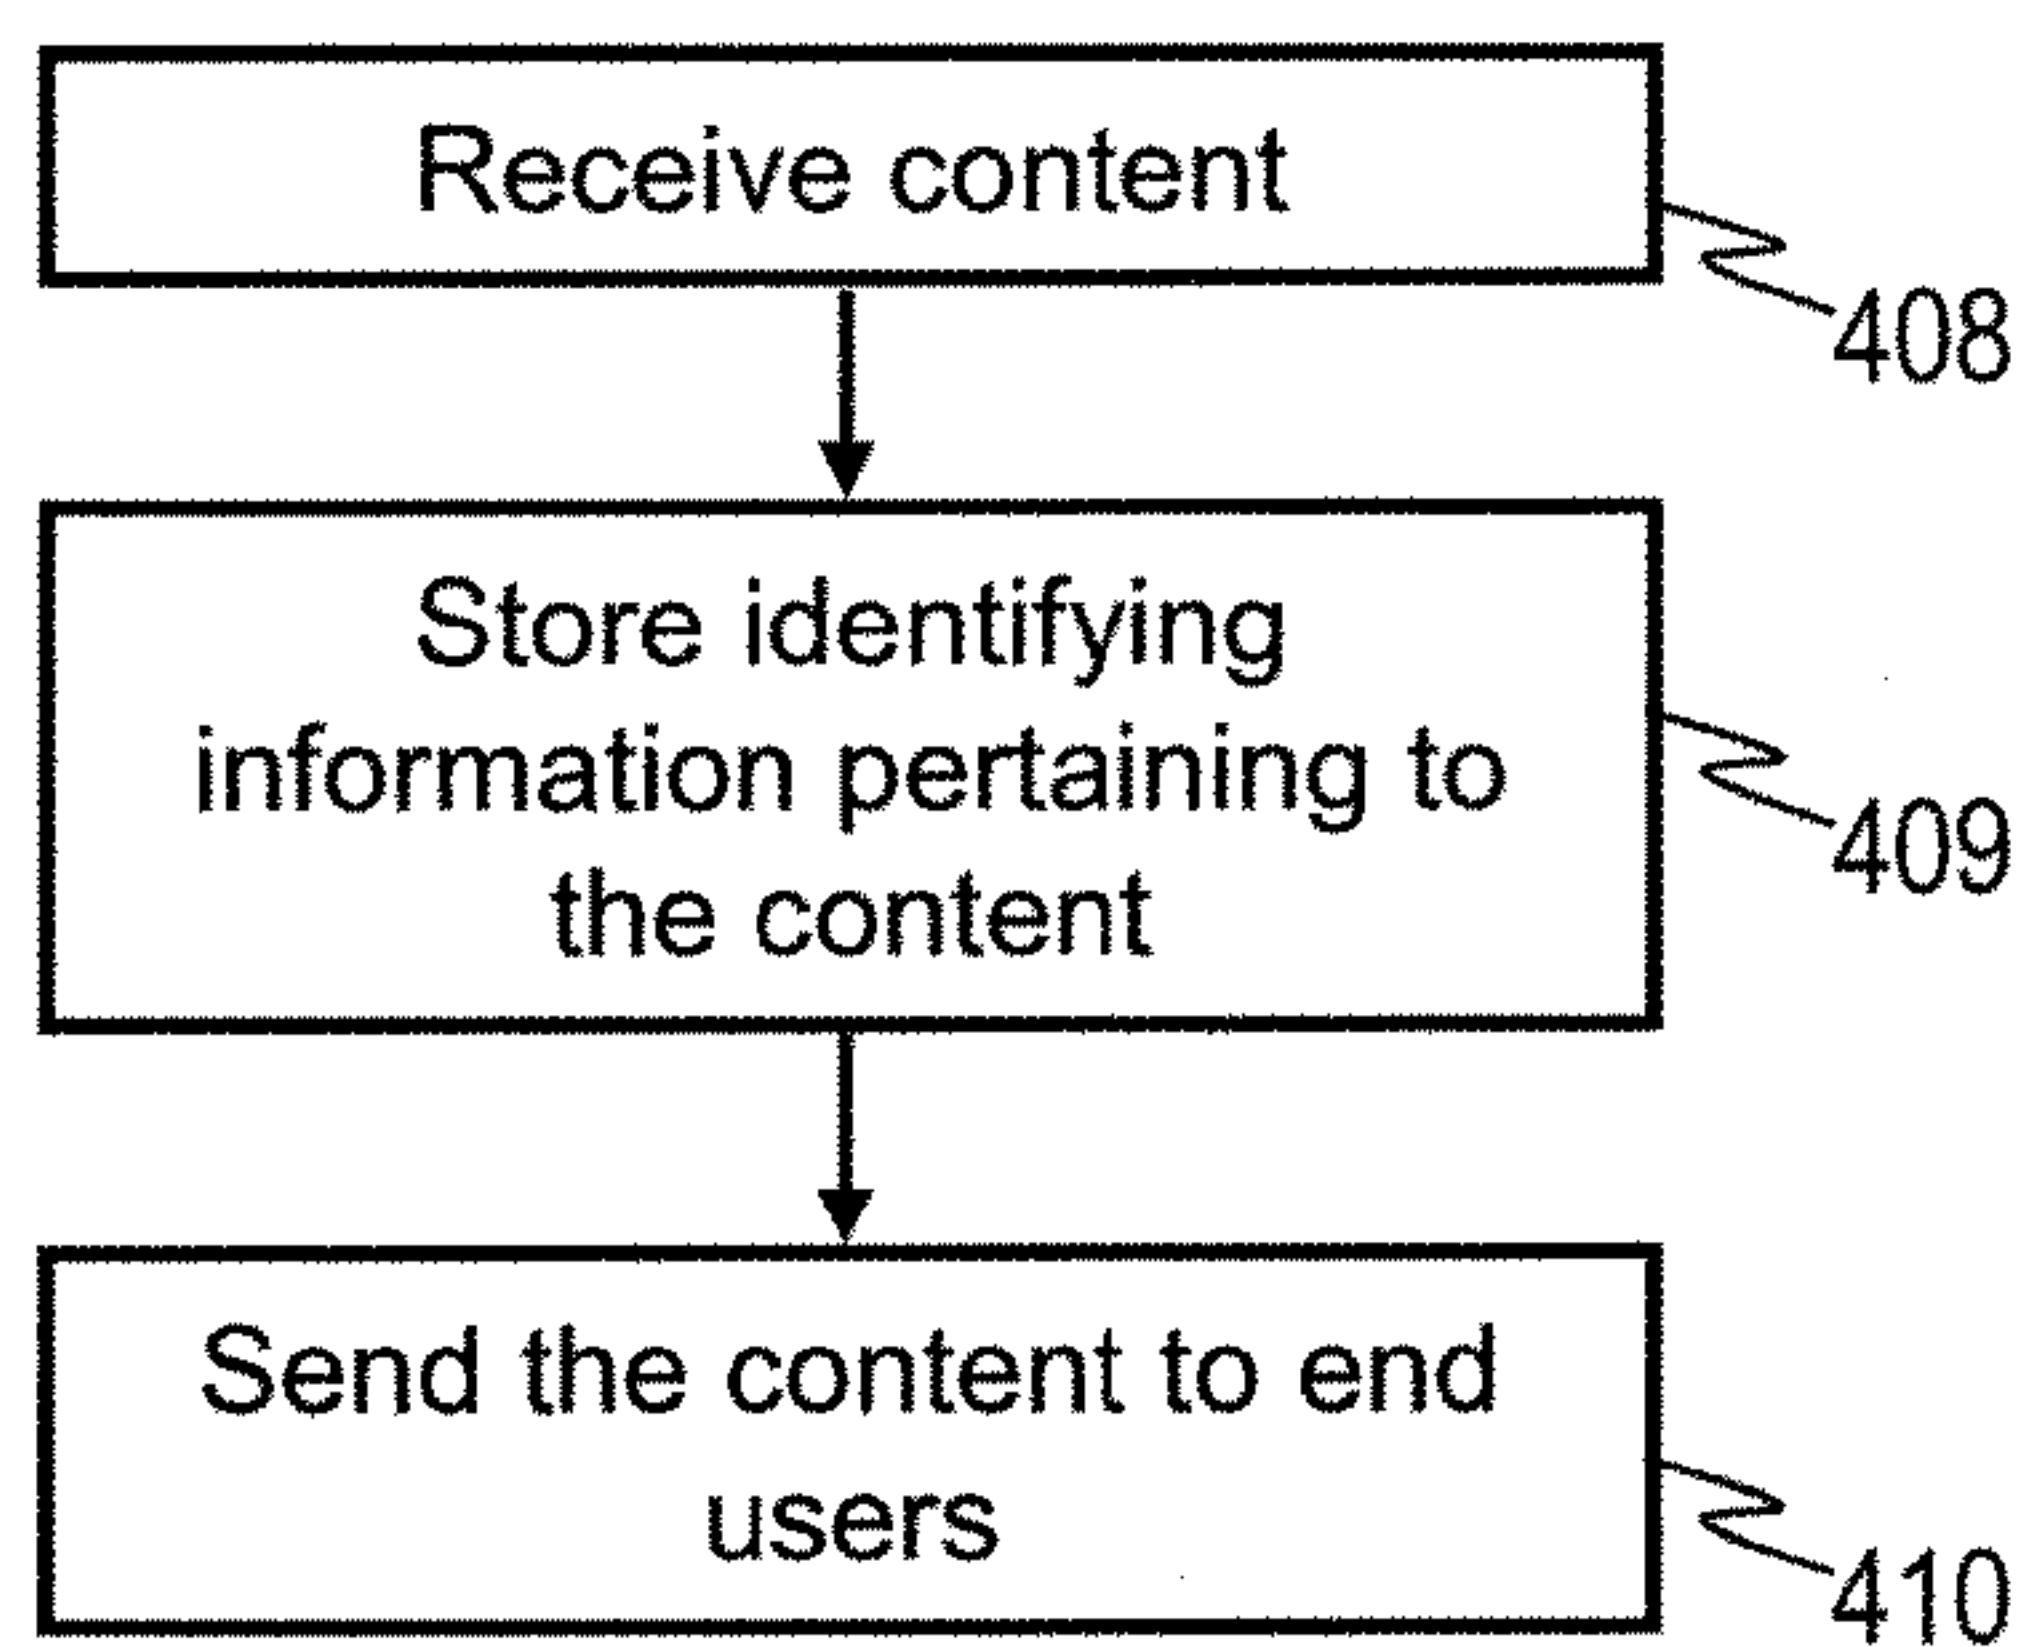 Receive content
408
Store identifying
information pertaining to
the content
409
Send the content to end
users
410